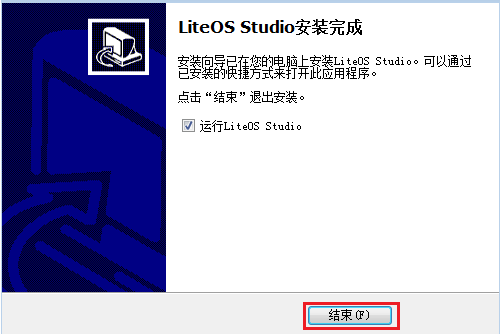 LiteOS Studio安装完成
安装向导已在您的电脑上安装LiteOS Studio。可以通过
已安装的快捷方式来打开此应用程序。
点击“结束”退出安装。
运行LiteOS Studio
结束(F)